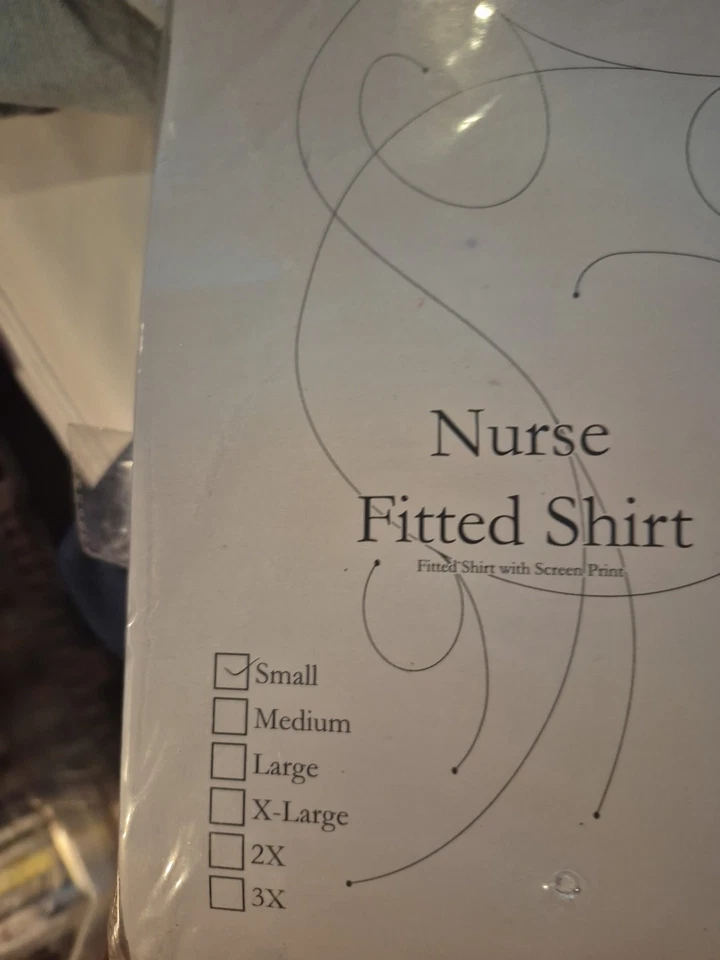 Nurse
Fitted Shirt
Fitted Shirt with Screen Print
Small
Medium
Large
X-Large
2X
3X